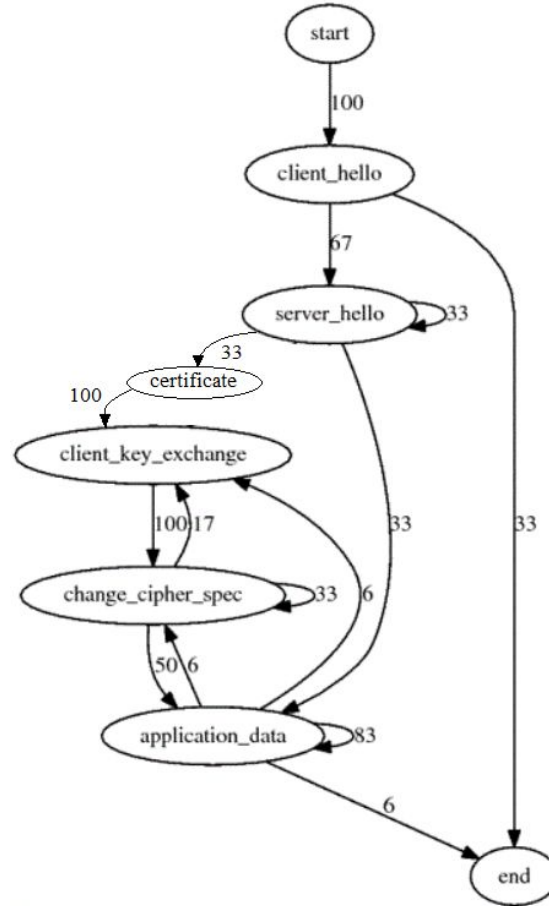 start
100
client_hello
67
server_hello
33
33
certificate
100
client_key_exchange
33
33
100
17
6
change_cipher_spec
33
50
6
application_data
83
6
end